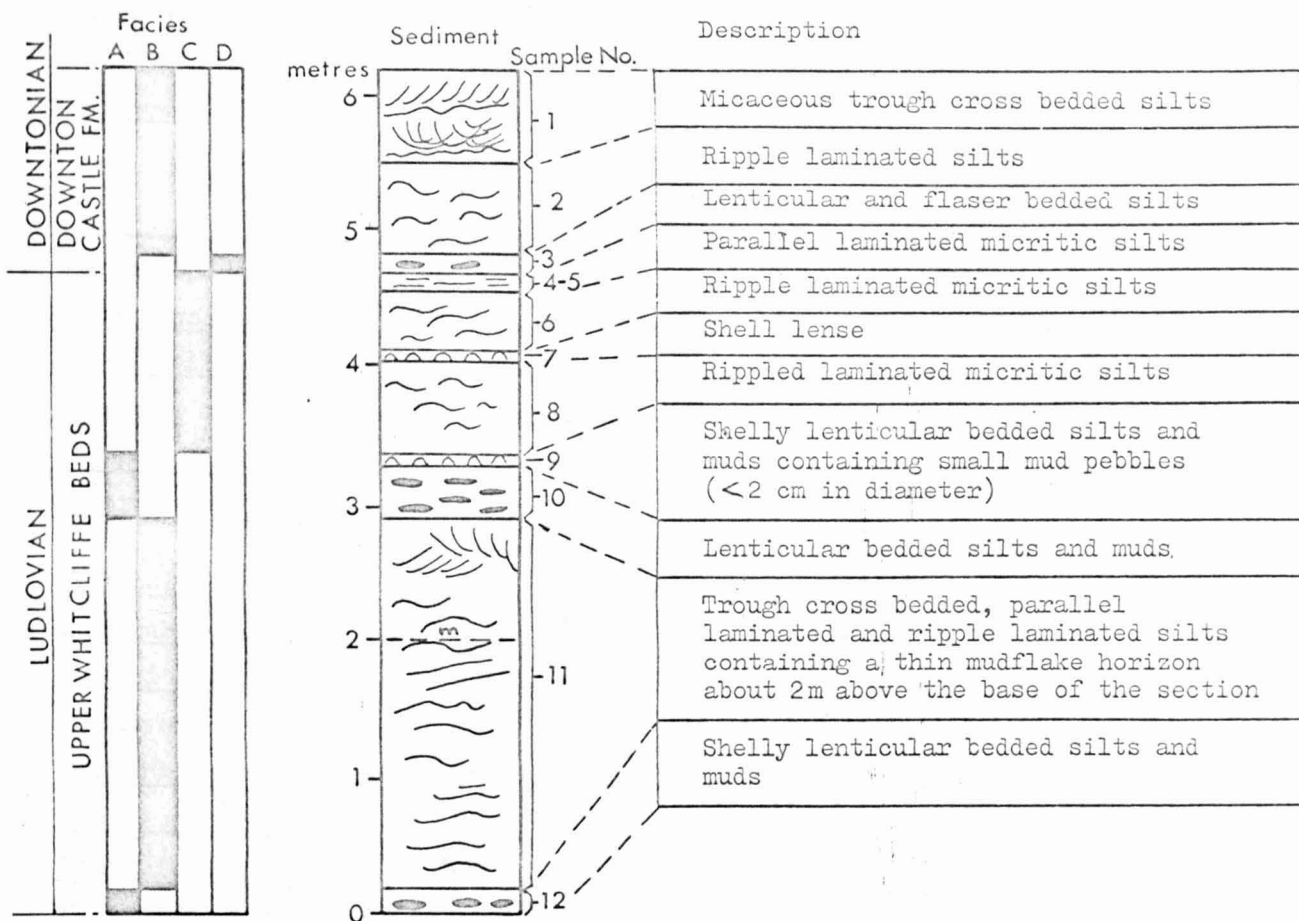 Facies
A B C D
Sediment
Sample No.
Description
metres
DOWNTONIAN
DOWNTON
CASTLE FM.
LUDLOVIAN
UPPER WHITCLIFFE BEDS
6
5
4
3
2
1
0
1
2
3
4-5
6
7
8
9
10
11
12
Micaceous trough cross bedded silts
Ripple laminated silts
Lenticular and flaser bedded silts
Parallel laminated micritic silts
Ripple laminated micritic silts
Shell lense
Rippled laminated micritic silts
Shelly lenticular bedded silts and
muds containing small mud pebbles
(<2 cm in diameter)
Lenticular bedded silts and muds.
Trough cross bedded, parallel
laminated and ripple laminated silts
containing a thin mudflake horizon
about 2m above the base of the section
Shelly lenticular bedded silts and
muds